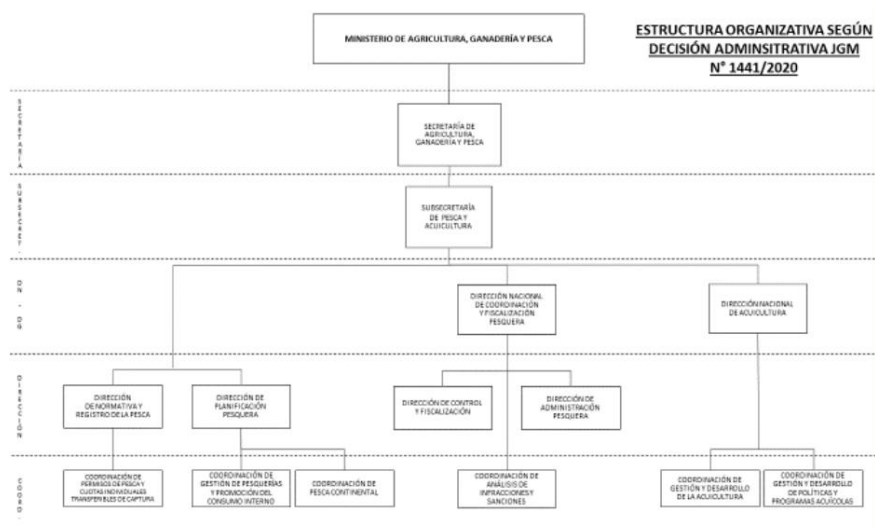 ESTRUCTURA ORGANIZATIVA SEGÚN
DECISIÓN ADMINSITRATIVA JGM
N° 1441/2020
MINISTERIO DE AGRICULTURA, GANADERÍA Y PESCA
SECRETARÍA
SECRETARÍA DE
AGRICULTURA,
GANADERÍA Y PESCA
SUBSECRET.
SUBSECRETARÍA
DE PESCA Y
ACUICULTURA
DN - DG
DIRECCIÓN NACIONAL
DE COORDINACIÓN
Y FISCALIZACIÓN
PESQUERA
DIRECCIÓN NACIONAL
DE ACUICULTURA
DIRECCIÓN
DIRECCIÓN
DE NORMATIVA Y
REGISTRO DE LA PESCA
DIRECCIÓN DE
PLANIFICACIÓN
PESQUERA
DIRECCIÓN DE CONTROL
Y FISCALIZACIÓN
DIRECCIÓN DE
ADMINISTRACIÓN
PESQUERA
COORD.
COORDINACIÓN DE
PERMISOS DE PESCA Y
CUOTAS INDIVIDUALES
TRANSFERIBLES DE CAPTURA
COORDINACIÓN DE
GESTIÓN DE PESQUERÍAS
Y PROMOCIÓN DEL
CONSUMO INTERNO
COORDINACIÓN DE
PESCA CONTINENTAL
COORDINACIÓN DE
ANÁLISIS DE
INFRACCIONES Y
SANCIONES
COORDINACIÓN DE
GESTIÓN Y DESARROLLO
DE LA ACUICULTURA
COORDINACIÓN DE
GESTIÓN Y DESARROLLO
DE POLÍTICAS Y
PROGRAMAS ACUÍCOLAS